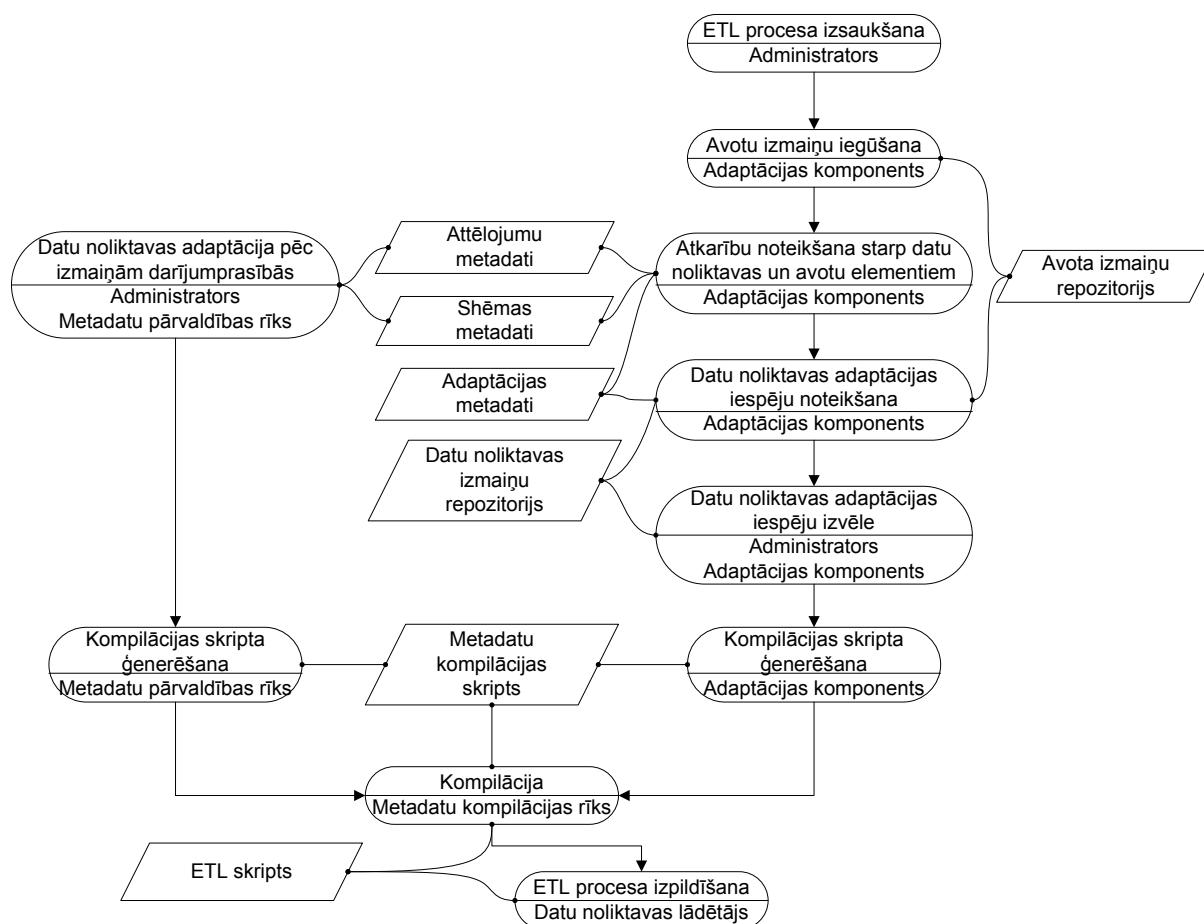 ETL procesa izsaukšana
Administrators
Avotu izmaiņu iegūšana
Adaptācijas komponents
Datu noliktavas adaptācija pēc
izmaiņām darījumprasībās
Administrators
Metadatu pārvaldības rīks
Attēlojumu
metadati
Shēmas
metadati
Adaptācijas
metadati
Datu noliktavas
izmaiņu
repozitorijs
Atkarību noteikšana starp datu
noliktavas un avotu elementiem
Adaptācijas komponents
Avota izmaiņu
repozitorijs
Datu noliktavas adaptācijas
iespēju noteikšana
Adaptācijas komponents
Datu noliktavas adaptācijas
iespēju izvēle
Administrators
Adaptācijas komponents
Kompilācijas skripta
ģenerēšana
Metadatu pārvaldības rīks
Metadatu
kompilācijas
skripts
Kompilācijas skripta
ģenerēšana
Adaptācijas komponents
Kompilācija
Metadatu kompilācijas rīks
ETL skripts
ETL procesa izpildīšana
Datu noliktavas lādētājs